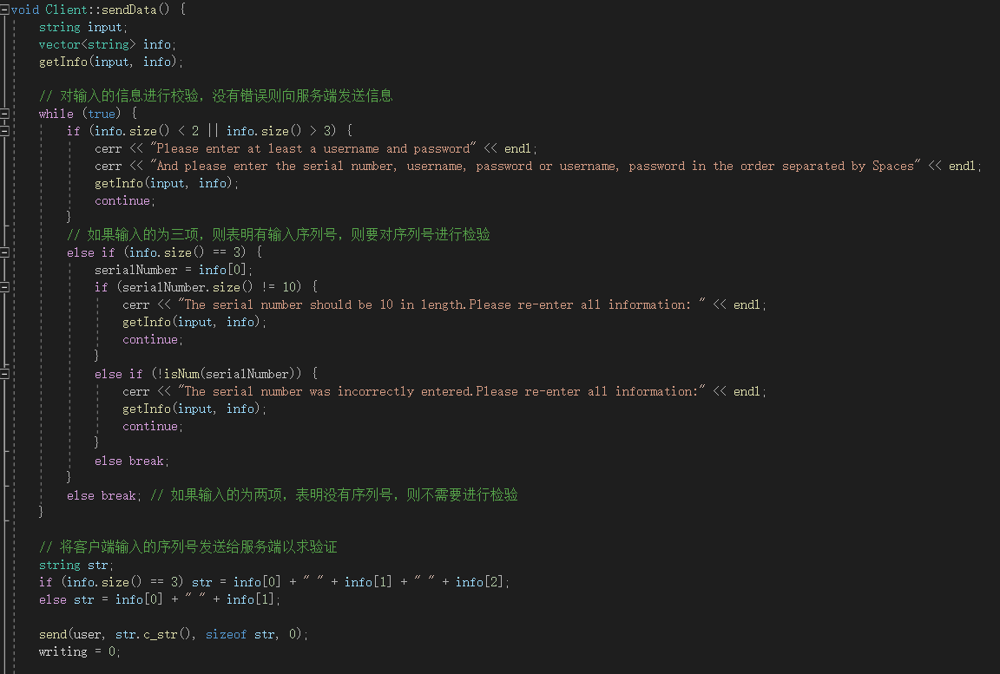 void Client::sendData() {
string input;
vector<string> info;
getInfo(input, info);
// 对输入的信息进行校验，没有错误则向服务端发送信息
while (true) {
if (info.size() < 2 || info.size() > 3) {
cerr << "Please enter at least a username and password" << endl;
cerr << "And please enter the serial number, username, password or username, password in the order separated by Spaces" << endl;
getInfo(input, info);
continue;
}
// 如果输入的为三项，则表明有输入序列号，则要对序列号进行检验
else if (info.size() == 3) {
serialNumber = info[0];
if (serialNumber.size() != 10) {
cerr << "The serial number should be 10 in length.Please re-enter all information: " << endl;
getInfo(input, info);
continue;
}
else if (!isNum(serialNumber)) {
cerr << "The serial number was incorrectly entered.Please re-enter all information:" << endl;
getInfo(input, info);
continue;
}
else break;
}
else break; // 如果输入的为两项，表明没有序列号，则不需要进行检验
}
// 将客户端输入的序列号发送给服务端以求验证
string str;
if (info.size() == 3) str = info[0] + " " + info[1] + " " + info[2];
else str = info[0] + " " + info[1];
send(user, str.c_str(), sizeof str, 0);
writing = 0;